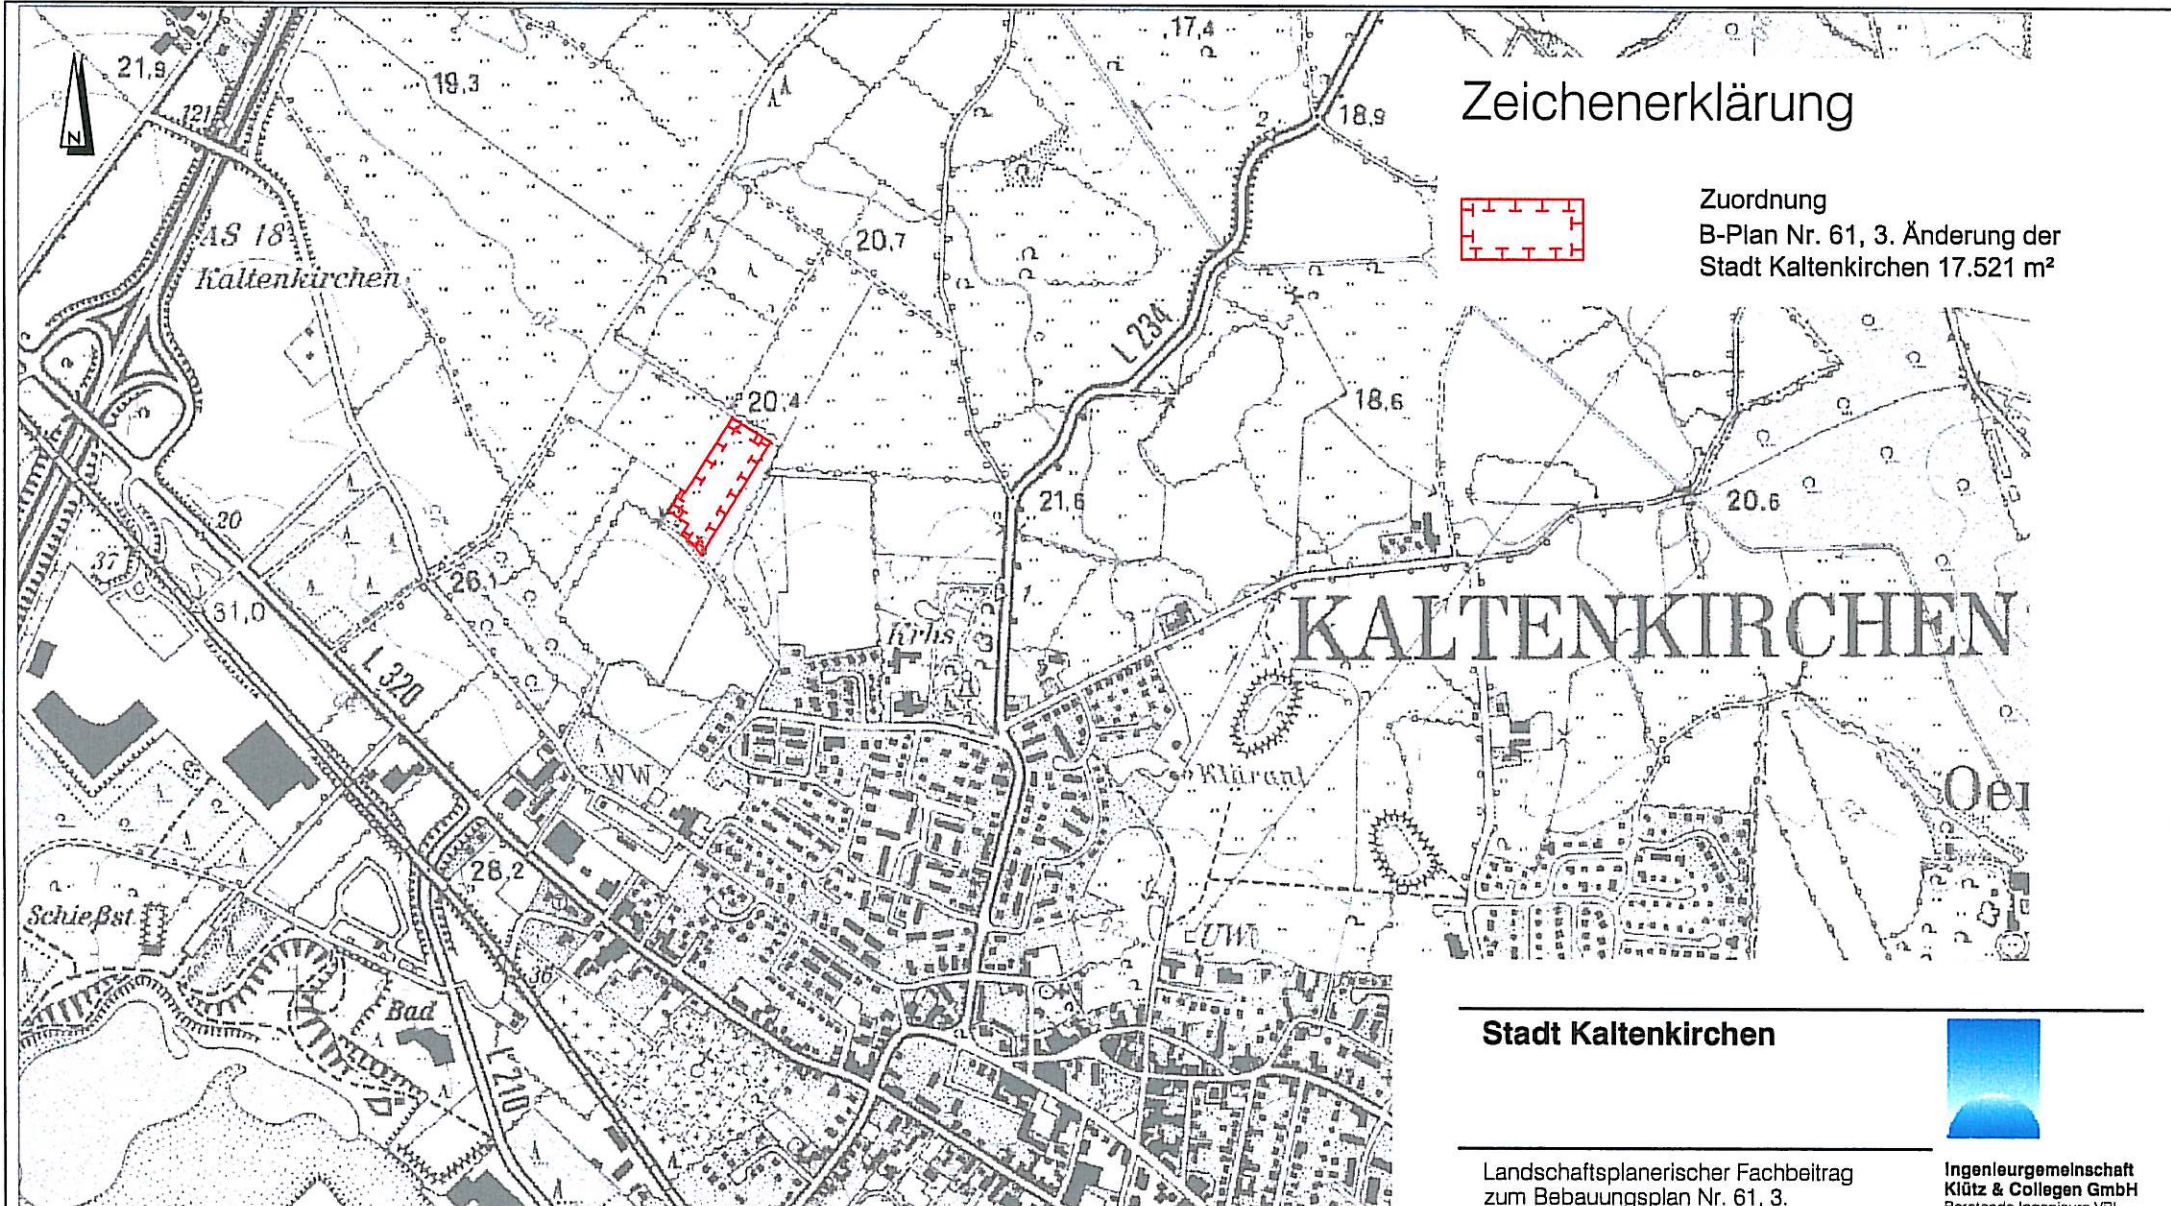 17,4
21,9
19,3
Zeichenerklärung
N
121
2
18,9
Zuordnung
B-Plan Nr. 61, 3. Änderung der
Stadt Kaltenkirchen 17.521 m²
AS 18
Kaltenkirchen
20,7
L 234
20,4
18,6
21,6
20.6
20
37
26,1
31,0
1
KALTENKIRCHEN
Krhs
L 320
WW
Kläranl
Oer
28,2
Schießst
UW
36
Bad
L 210
Stadt Kaltenkirchen
Landschaftsplanerischer Fachbeitrag
zum Bebauungsplan Nr. 61, 3.
Ingenieurgemeinschaft
Klütz & Collegen GmbH